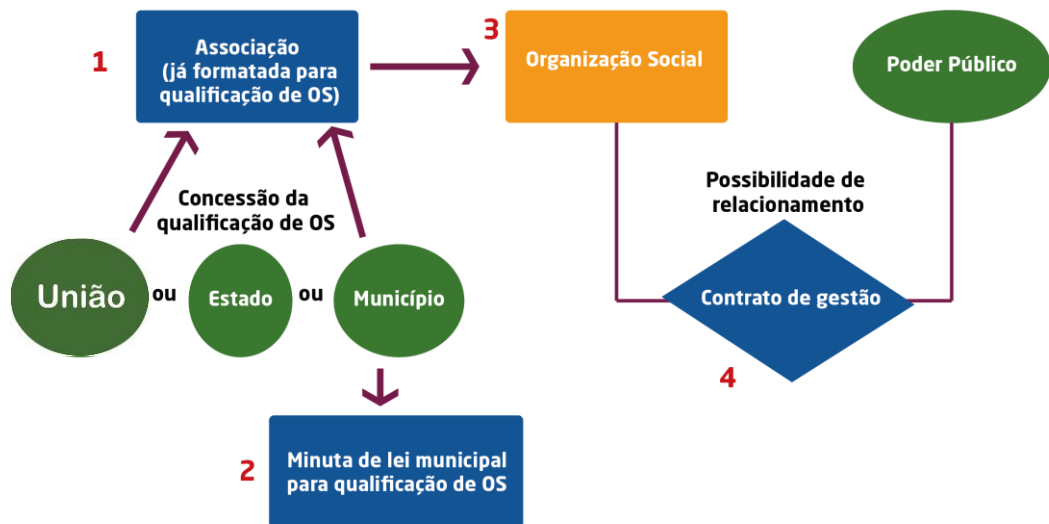 1
Associação
(já formatada para
qualificação de OS)
3
Organização Social
Poder Público
Concessão da
qualificação de OS
União
ou
Estado
ou
Município
Possibilidade de
relacionamento
Contrato de gestão
4
2
Minuta de lei municipal
para qualificação de OS